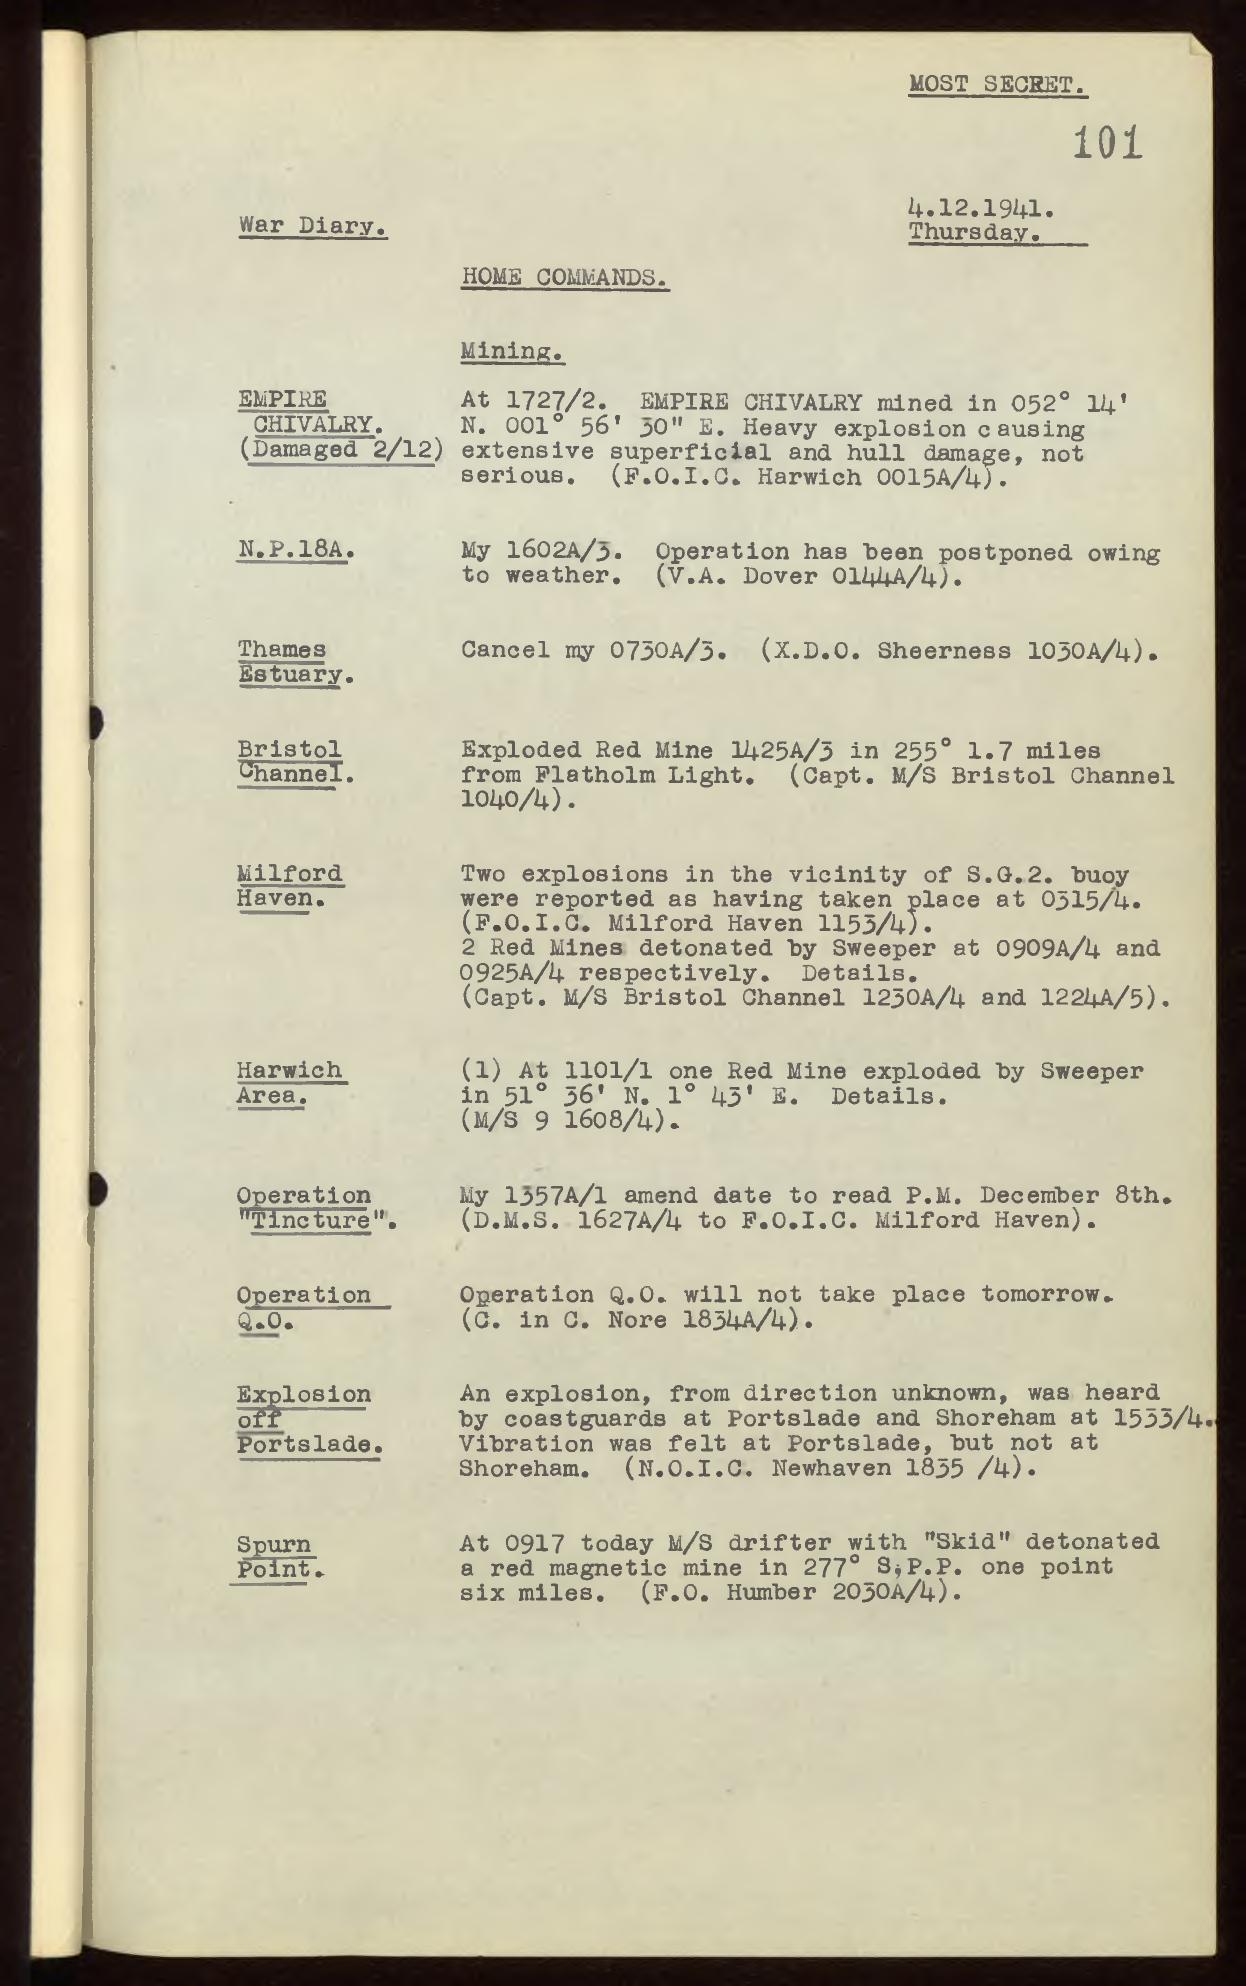 MOST SECRET.
101
4.12.1941.
War Diary.
Thursday.
HOME COMMANDS.
Mining.
EMPIRE
CHIVALRY.
(Damaged 2/12)
At 1727/2. EMPIRE CHIVALRY mined in 052° 14'
N. 001° 56' 30" E. Heavy explosion causing
extensive superficial and hull damage, not
serious. (F.O.I.C. Harwich 0015A/4).
N.P.18A.
My 1602A/3. Operation has been postponed owing
to weather. (V.A. Dover 0144A/4).
Thames
Estuary.
Cancel my 0730A/3. (X.D.O. Sheerness 1030A/4).
Bristol
Channel.
Exploded Red Mine 1425A/3 in 255° 1.7 miles
from Flatholm Light. (Capt. M/S Bristol Channel
1040/4).
Milford
Haven.
Two explosions in the vicinity of S.G.2. buoy
were reported as having taken place at 0315/4.
(F.O.I.C. Milford Haven 1153/4).
2 Red Mines detonated by Sweeper at 0909A/4 and
0925A/4 respectively. Details.
(Capt. M/S Bristol Channel 1230A/4 and 1224A/5).
Harwich
Area.
(1) At 1101/1 one Red Mine exploded by Sweeper
in 51° 36' N. 1° 43' E. Details.
(M/S 9 1608/4).
Operation
"Tincture".
My 1357A/1 amend date to read P.M. December 8th.
(D.M.S. 1627A/4 to F.O.I.C. Milford Haven).
Operation
Q.O.
Operation Q.O. will not take place tomorrow.
(C. in C. Nore 1834A/4).
Explosion
off
Portslade.
An explosion, from direction unknown, was heard
by coastguards at Portslade and Shoreham at 1533/4.
Vibration was felt at Portslade, but not at
Shoreham. (N.O.I.C. Newhaven 1835 /4).
Spurn
Point.
At 0917 today M/S drifter with "Skid" detonated
a red magnetic mine in 277° S.P.P. one point
six miles. (F.O. Humber 2030A/4).